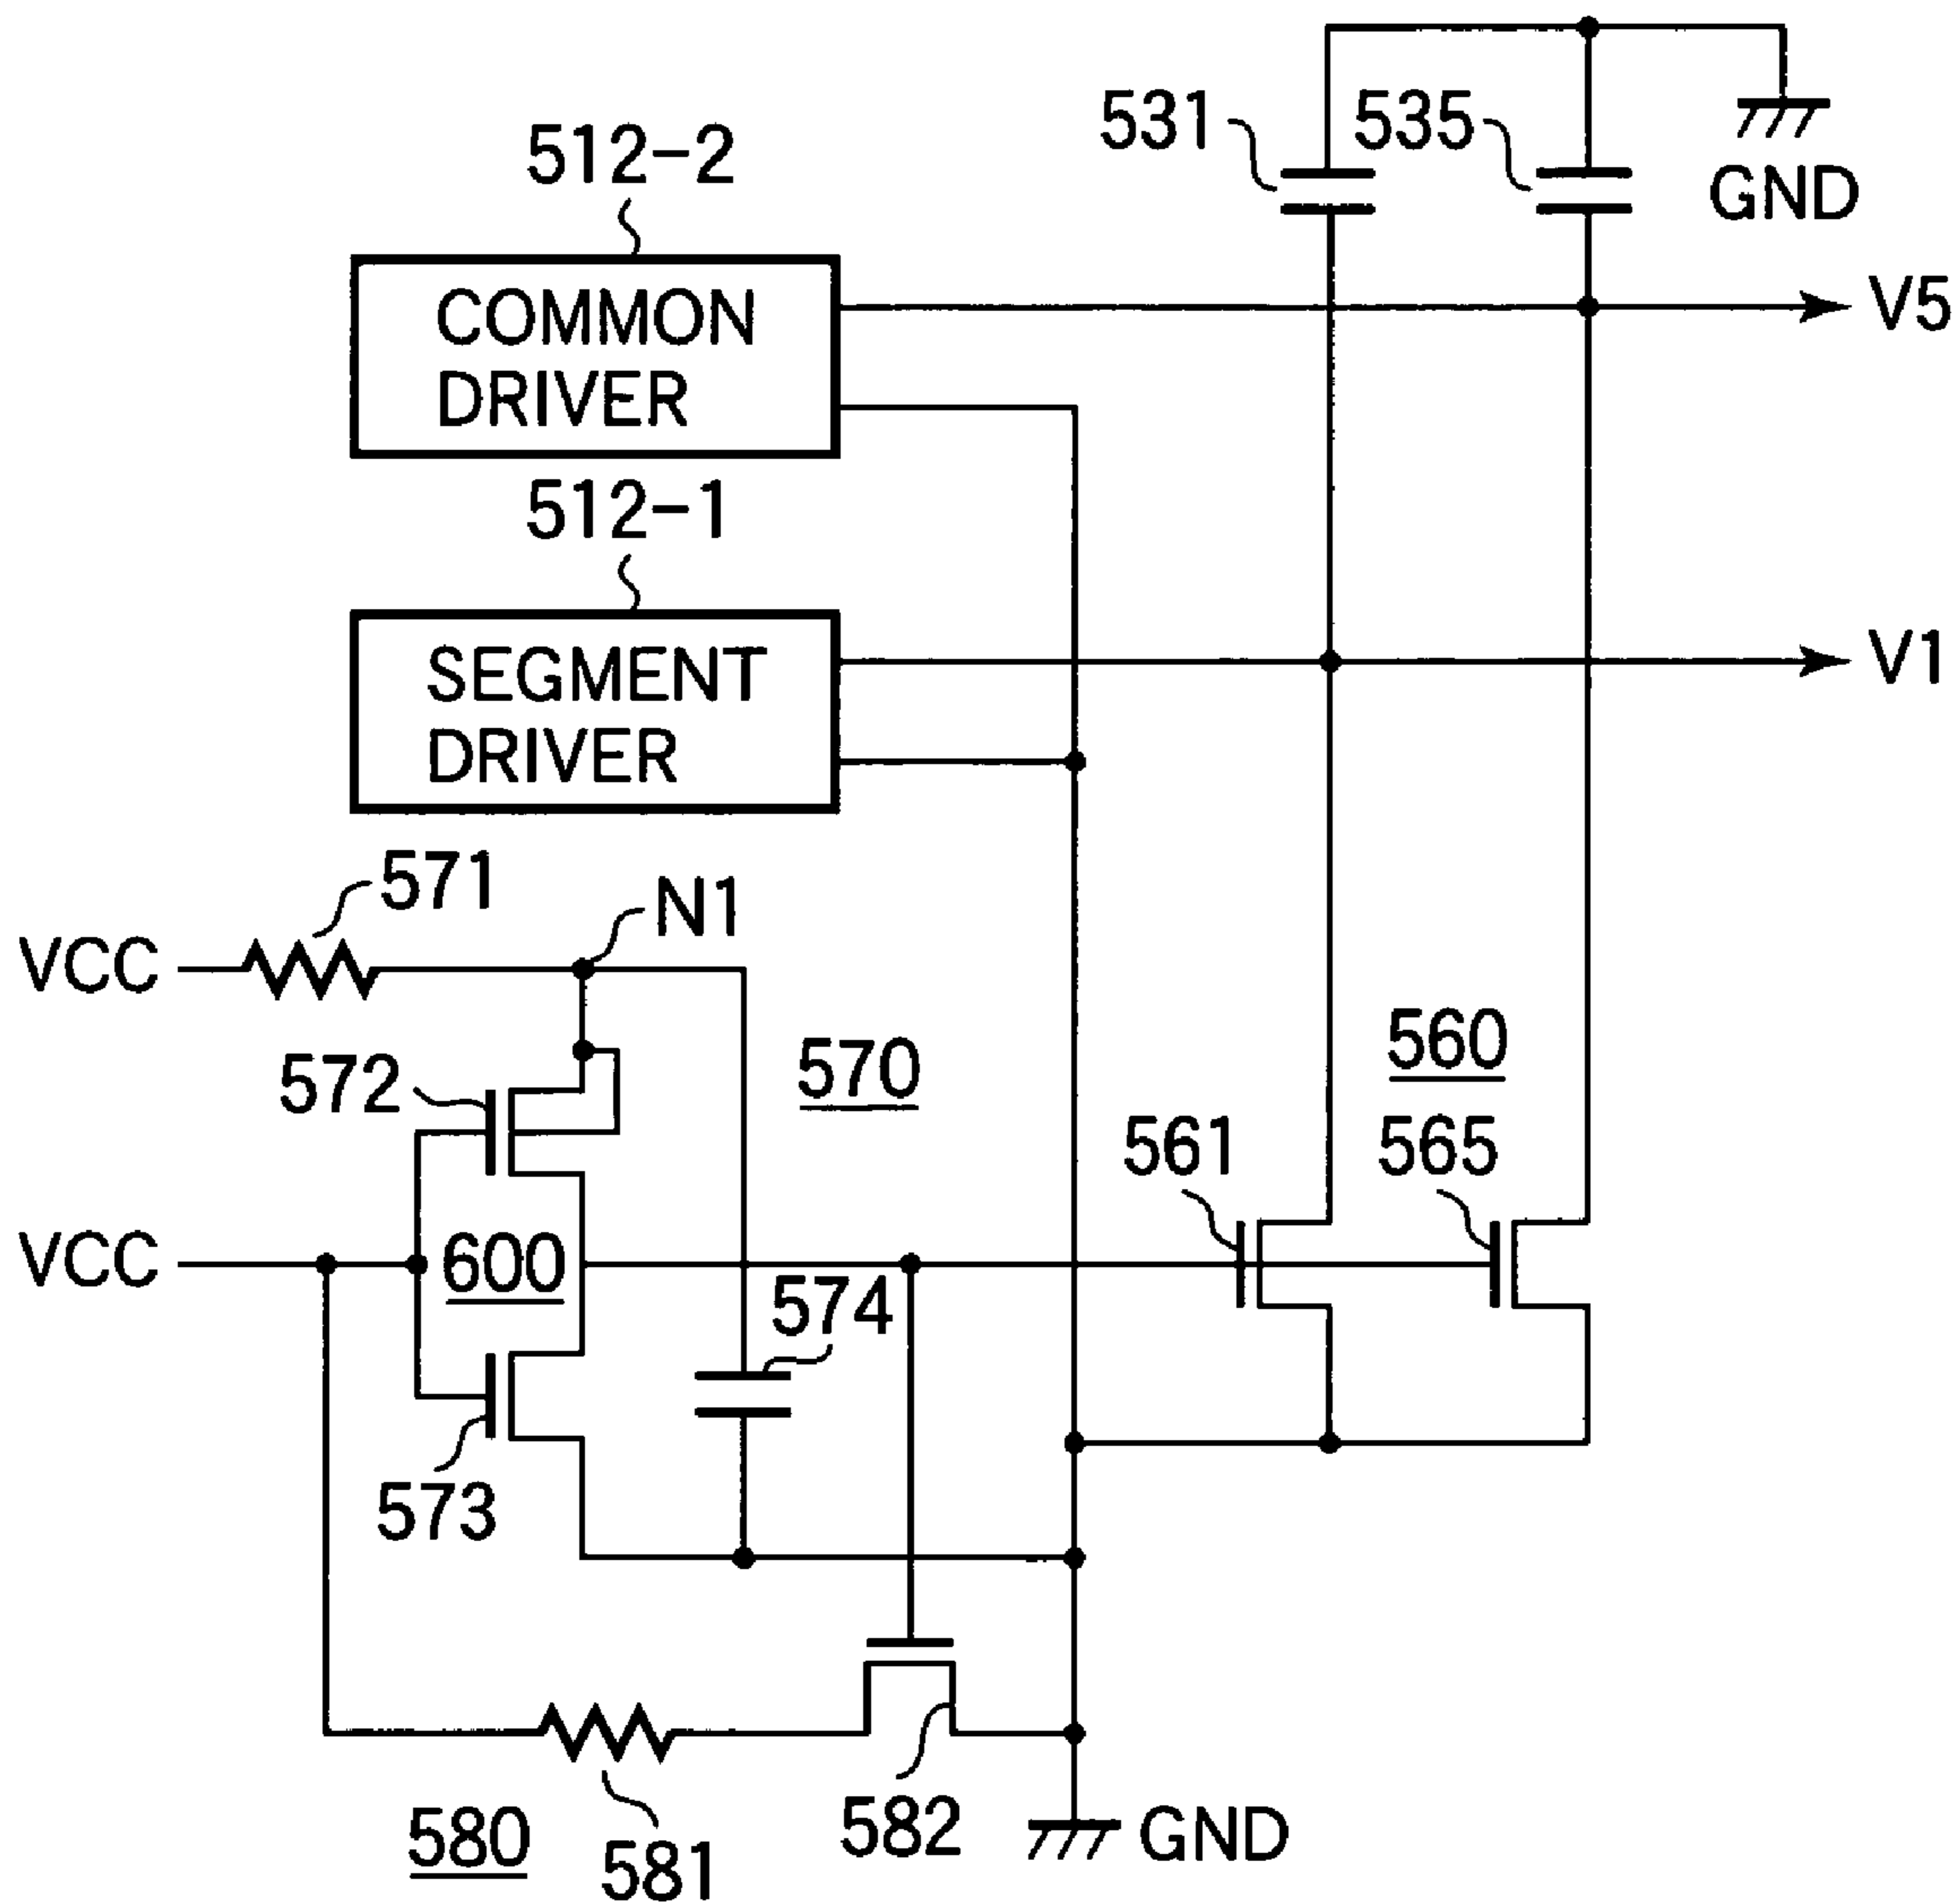 531
535
512-2
GND
COMMON
DRIVER
V5
512-1
SEGMENT
DRIVER
V1
571
N1
VCC
572
570
560
561
565
VCC
600
574
573
582
GND
580
581